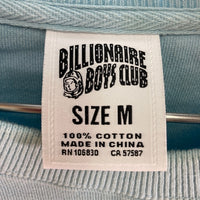 BILLIONAIRE
BOYS CLUB
SIZE M
100% COTTON
MADE IN CHINA
RN 106830 CA 57587